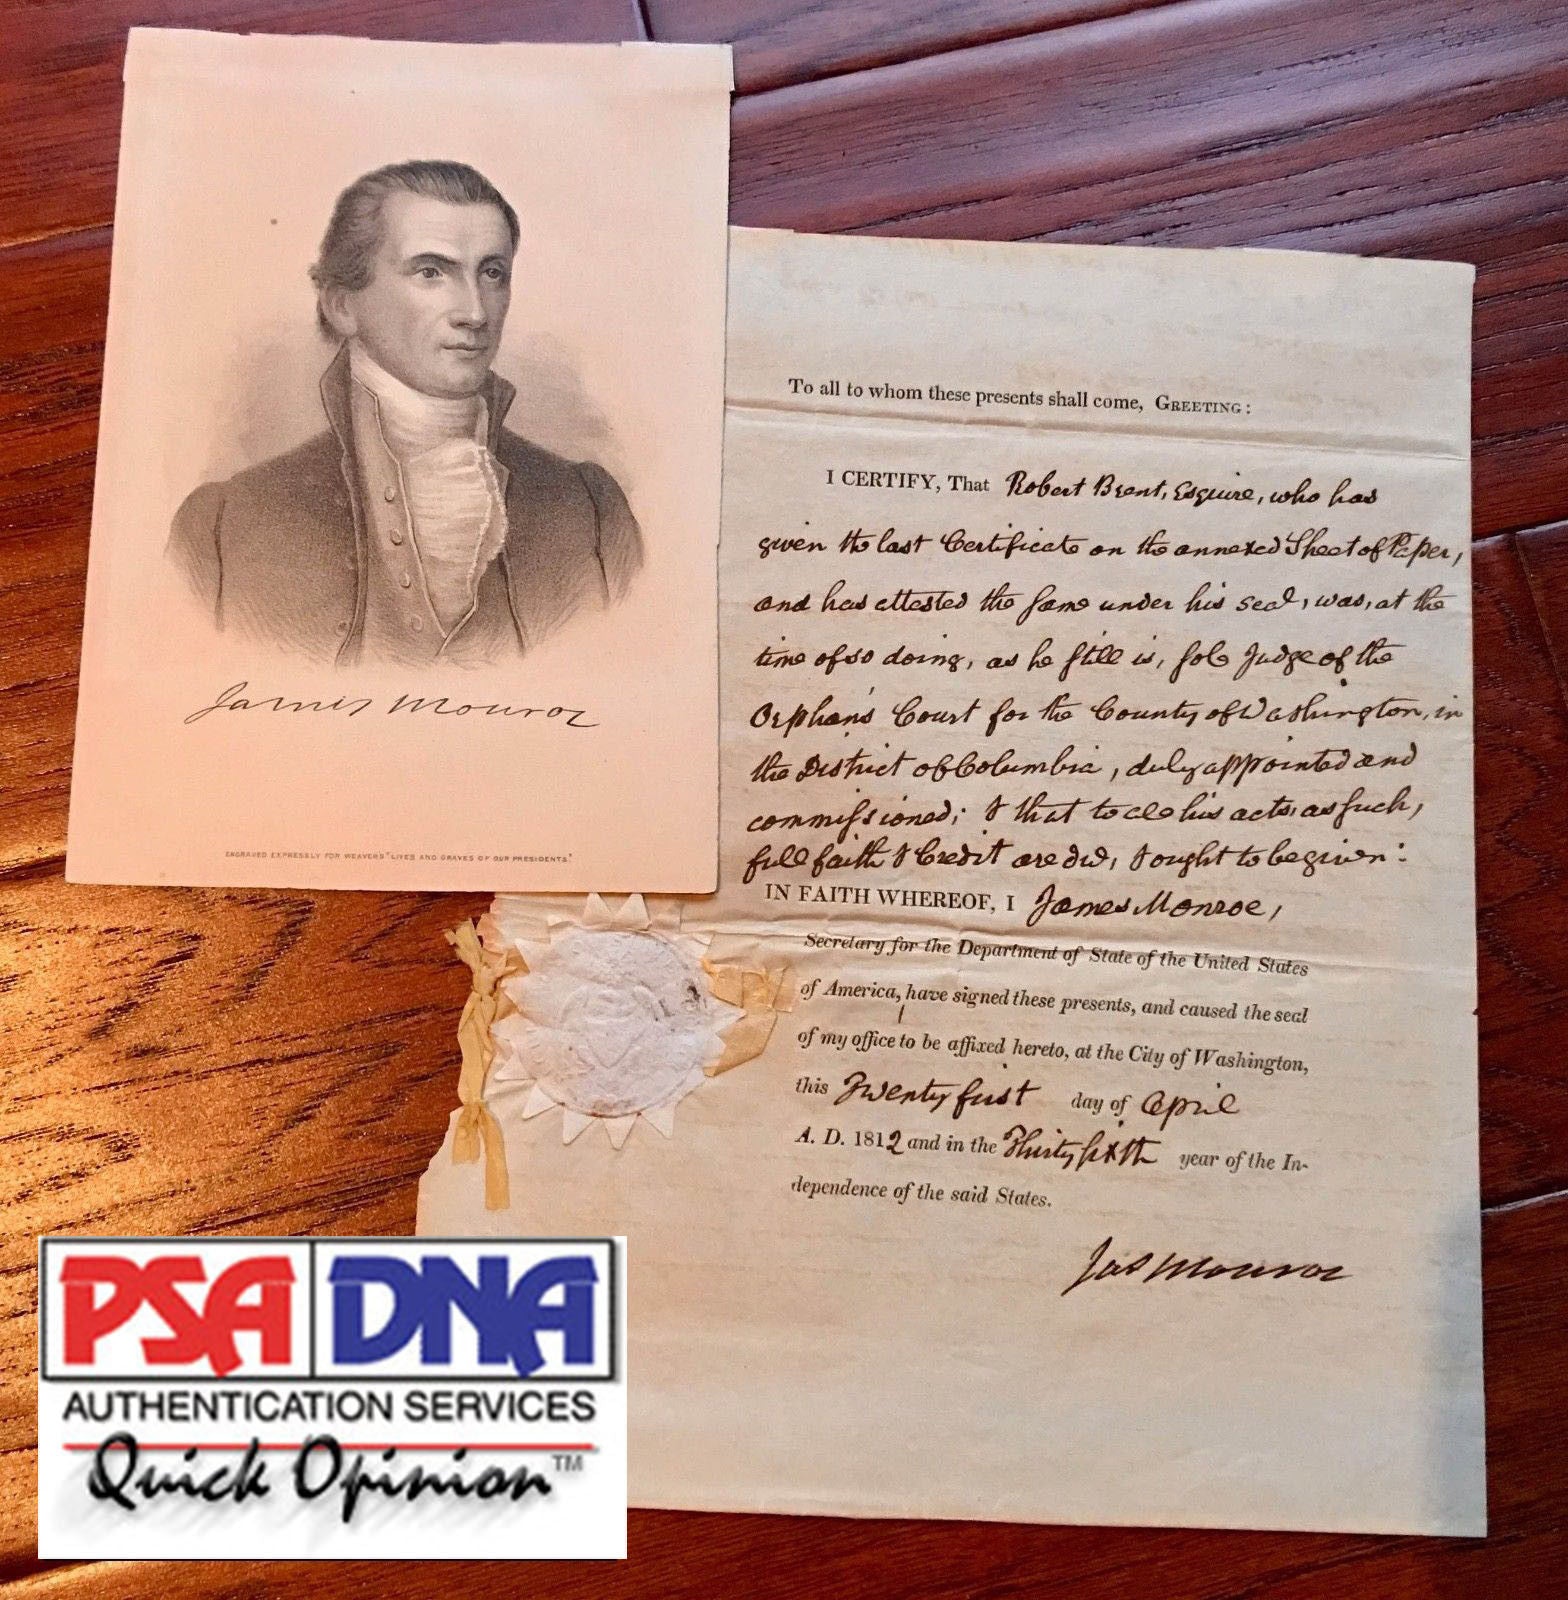 James Monroe
ENGRAVED EXPRESSLY FOR WEAVER'S "LIVES AND GRAVES OF OUR PRESIDENTS."
To all to whom these presents shall come, GREETING:
I CERTIFY, That Robert Brent, Esquire, who has
given the last Certificate on the annexed Sheet of Paper,
and has attested the same under his seal, was, at the
time of so doing, as he still is, sole Judge of the
Orphan's Court for the County of Washington, in
the District of Columbia, duly appointed and
commissioned; & that to all his acts, as such,
full faith & Credit are due, & ought to be given:
IN FAITH WHEREOF, I James Monroe,
Secretary for the Department of State of the United States
of America, have signed these presents, and caused the seal
of my office to be affixed hereto, at the City of Washington,
this Twenty first day of April
A. D. 1812 and in the Thirty sixth year of the In-
dependence of the said States.
Jas Monroe
PSA DNA
AUTHENTICATION SERVICES
Quick Opinion™